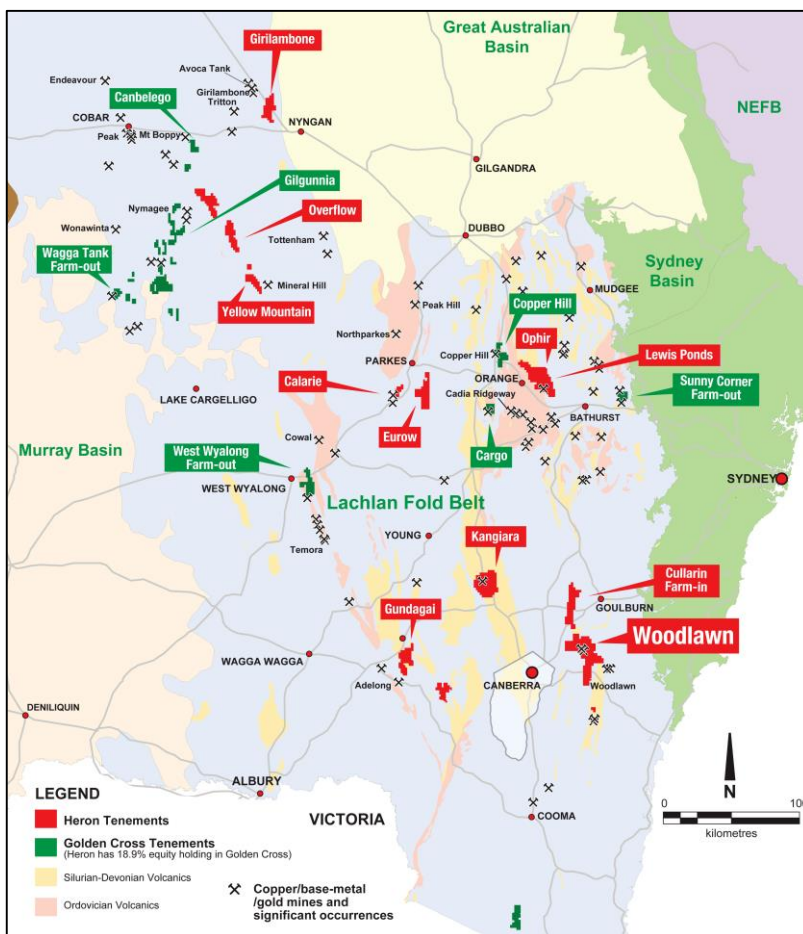 Girilambone
Great Australian
Basin
NEFB
Avoca Tank
Endeavour
Canbelego
Girilambone
Tritton
COBAR
Peak
Mt Boppy
NYNGAN
GILGANDRA
Gilgunnia
Nymagee
Overflow
Wonawinta
Tottenham
DUBBO
Sydney
Basin
Wagga Tank
Farm-out
Mineral Hill
MUDGEE
Yellow Mountain
Peak Hill
Copper Hill
Northparkes
Ophir
Copper Hill
Lewis Ponds
PARKES
ORANGE
Calarie
Sunny Corner
Farm-out
LAKE CARGELLIGO
Cadia Ridgeway
BATHURST
Eurow
Cargo
Murray Basin
Cowal
West Wyalong
Farm-out
WEST WYALONG
SYDNEY
Lachlan Fold Belt
Temora
YOUNG
Kangiara
Cullarin
Farm-in
GOULBURN
Gundagai
Woodlawn
WAGGA WAGGA
CANBERRA
Adelong
Woodlawn
DENILIQUIN
ALBURY
N
LEGEND
VICTORIA
Heron Tenements
COOMA
0 100
kilometres
Golden Cross Tenements
(Heron has 18.9% equity holding in Golden Cross)
Silurian-Devonian Volcanics
Ordovician Volcanics
Copper/base-metal
/gold mines and
significant occurrences